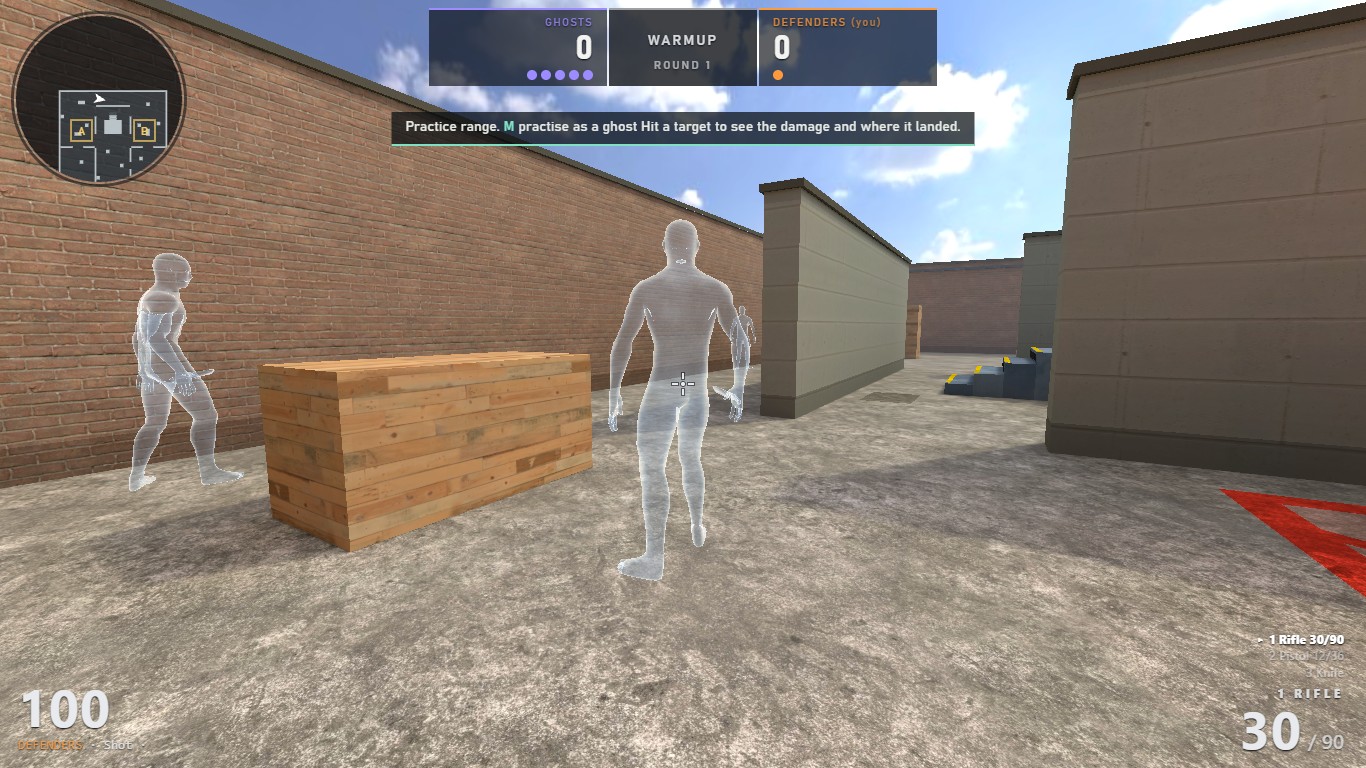 GHOSTS
0
WARMUP
ROUND 1
DEFENDERS (you)
0
Practice range. M practise as a ghost Hit a target to see the damage and where it landed.
A
B
1 Rifle 30/90
2 Pistol 12/36
3 Knife
1 RIFLE
30 / 90
100
DEFENDERS · Shot